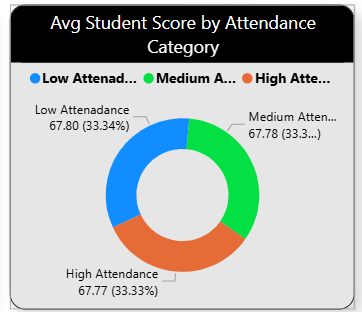 Avg Student Score by Attendance
Category
Low Attenad... Medium A... High Atte...
Low Attenadance
67.80 (33.34%)
Medium Atten...
67.78 (33.3...)
High Attendance
67.77 (33.33%)